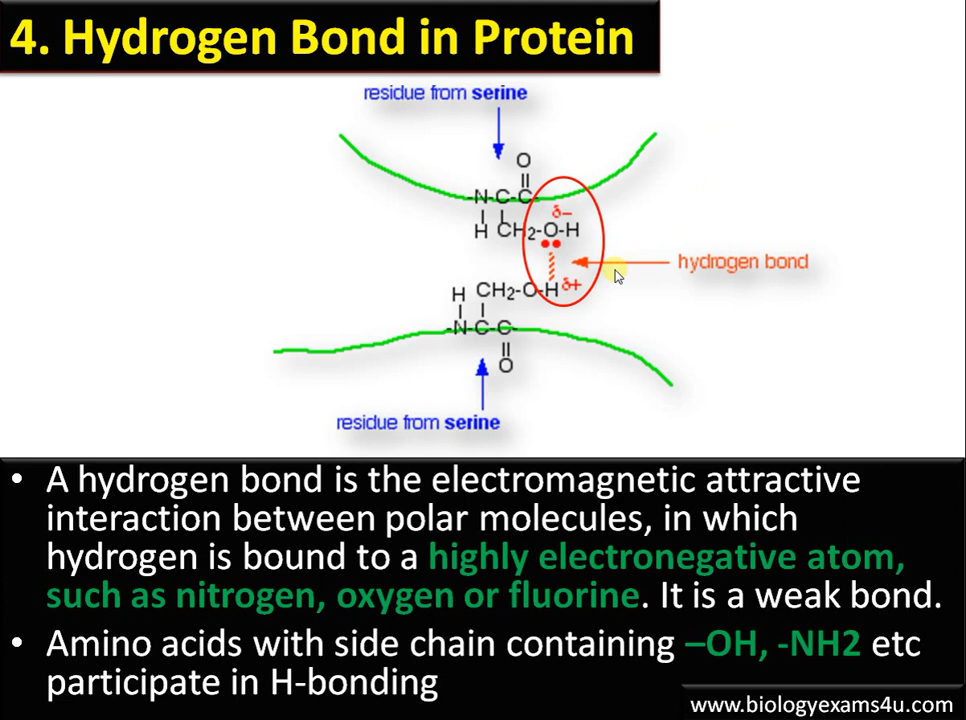 4. Hydrogen Bond in Protein
residue from serine
O
-N-C-C-
δ–
H CH2-O-H
hydrogen bond
H CH2-O-H δ+
-N-C-C-
O
residue from serine
• A hydrogen bond is the electromagnetic attractive
interaction between polar molecules, in which
hydrogen is bound to a highly electronegative atom,
such as nitrogen, oxygen or fluorine. It is a weak bond.
• Amino acids with side chain containing –OH, -NH2 etc
participate in H-bonding
www.biologyexams4u.com